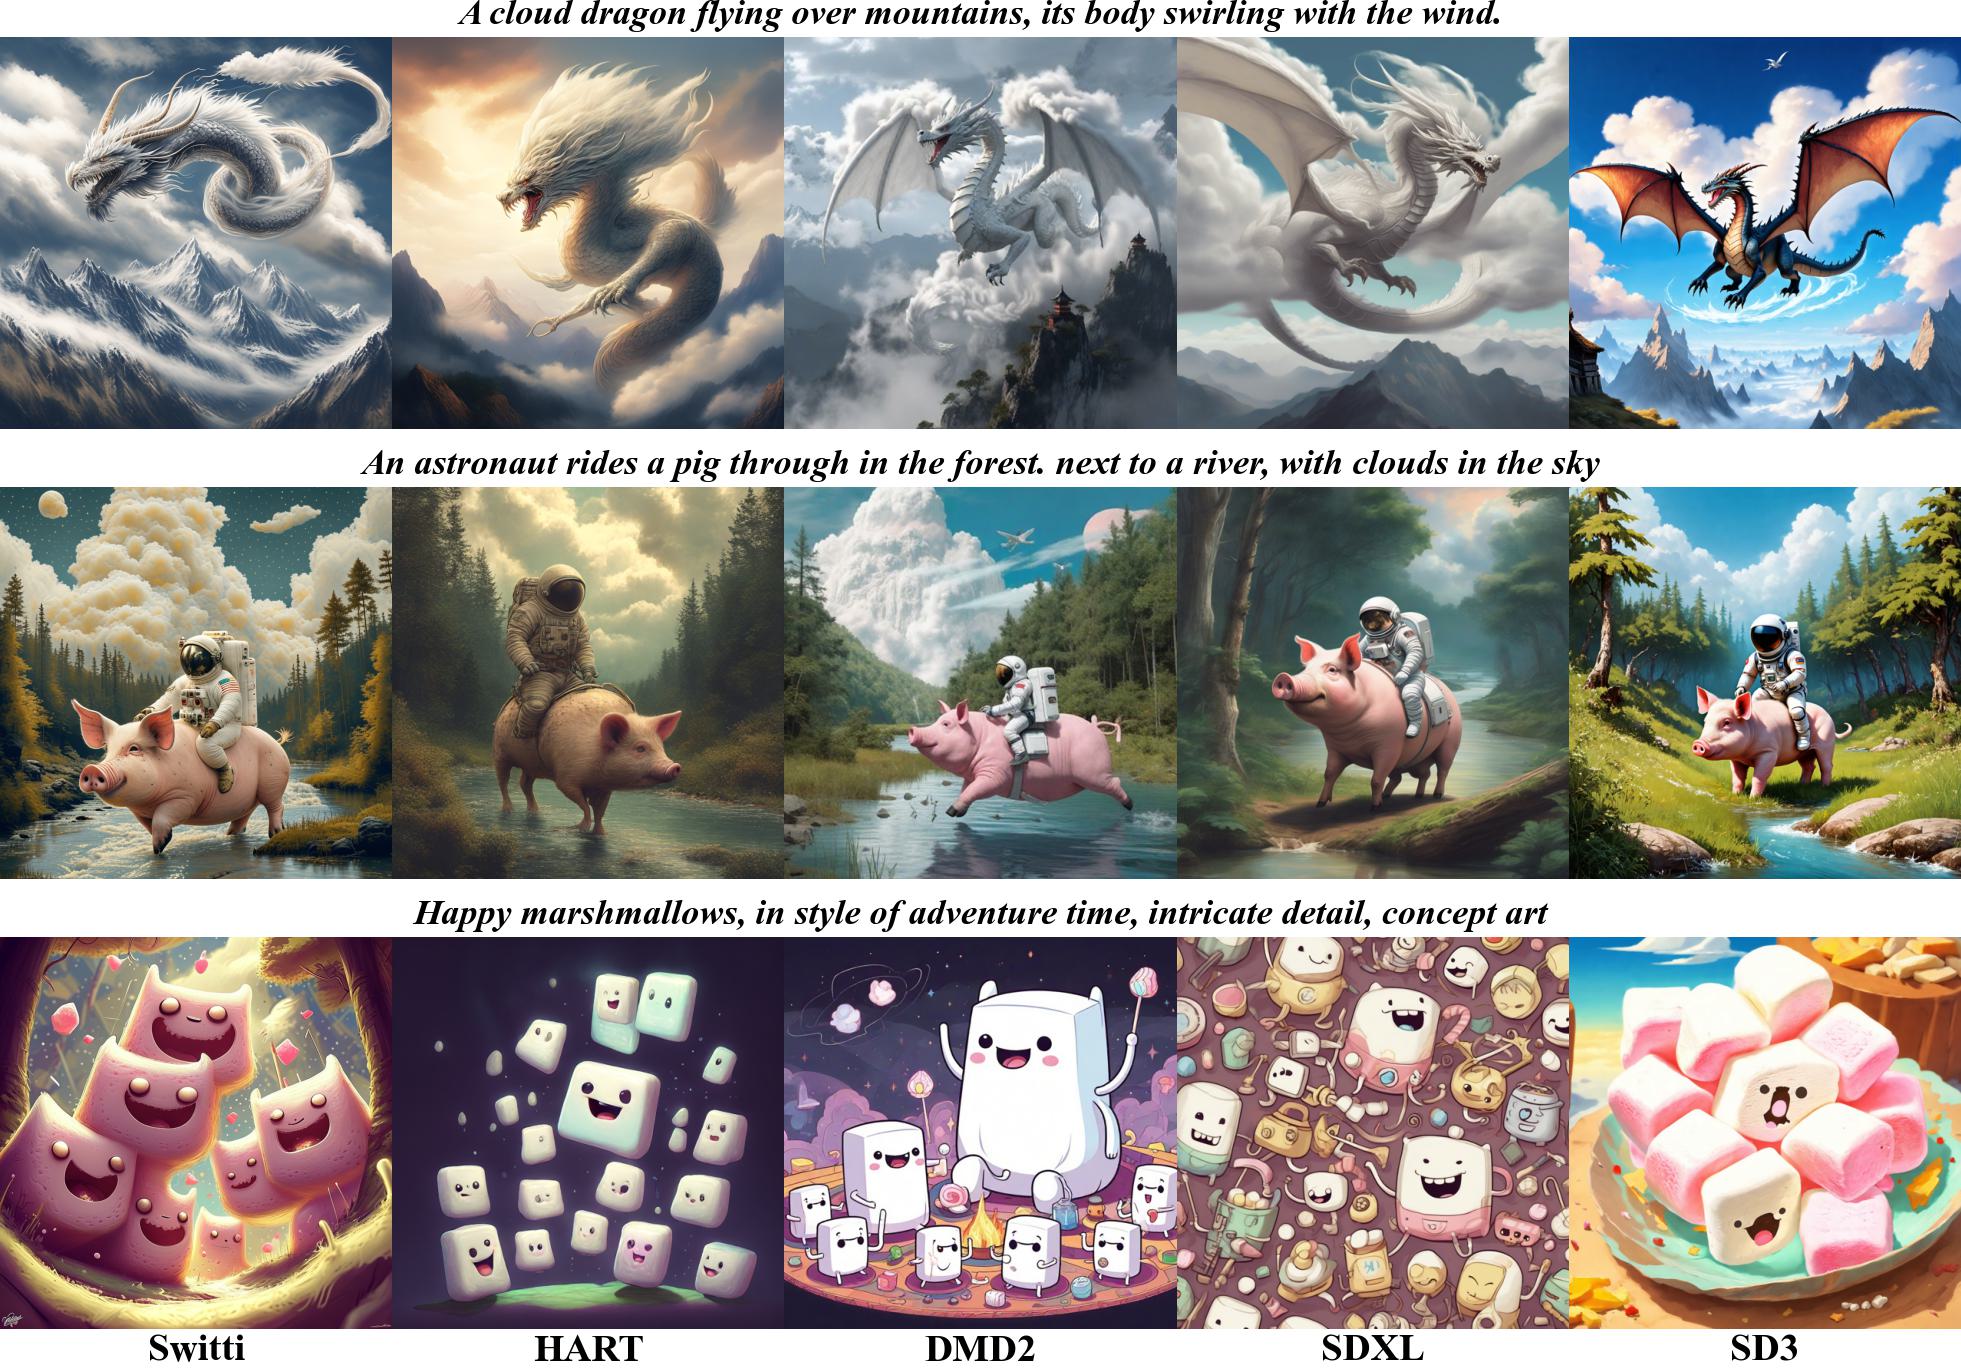 A cloud dragon flying over mountains, its body swirling with the wind.
An astronaut rides a pig through in the forest. next to a river, with clouds in the sky
Happy marshmallows, in style of adventure time, intricate detail, concept art
Switti HART DMD2 SDXL SD3